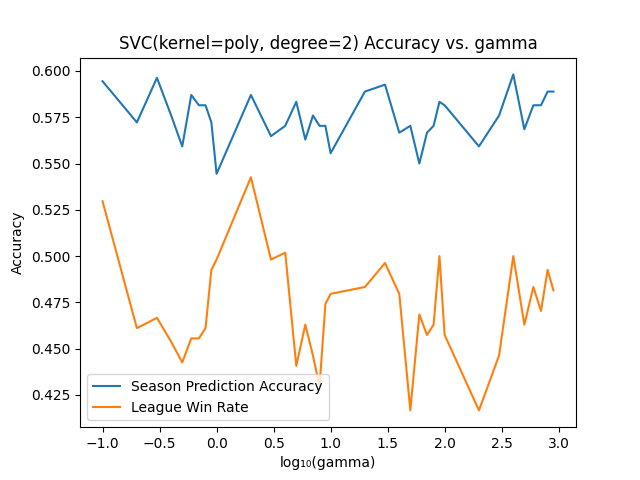 SVC(kernel=poly, degree=2) Accuracy vs. gamma
Accuracy
0.600
0.575
0.550
0.525
0.500
0.475
0.450
0.425
Season Prediction Accuracy
League Win Rate
−1.0 −0.5 0.0 0.5 1.0 1.5 2.0 2.5 3.0
log₁₀(gamma)